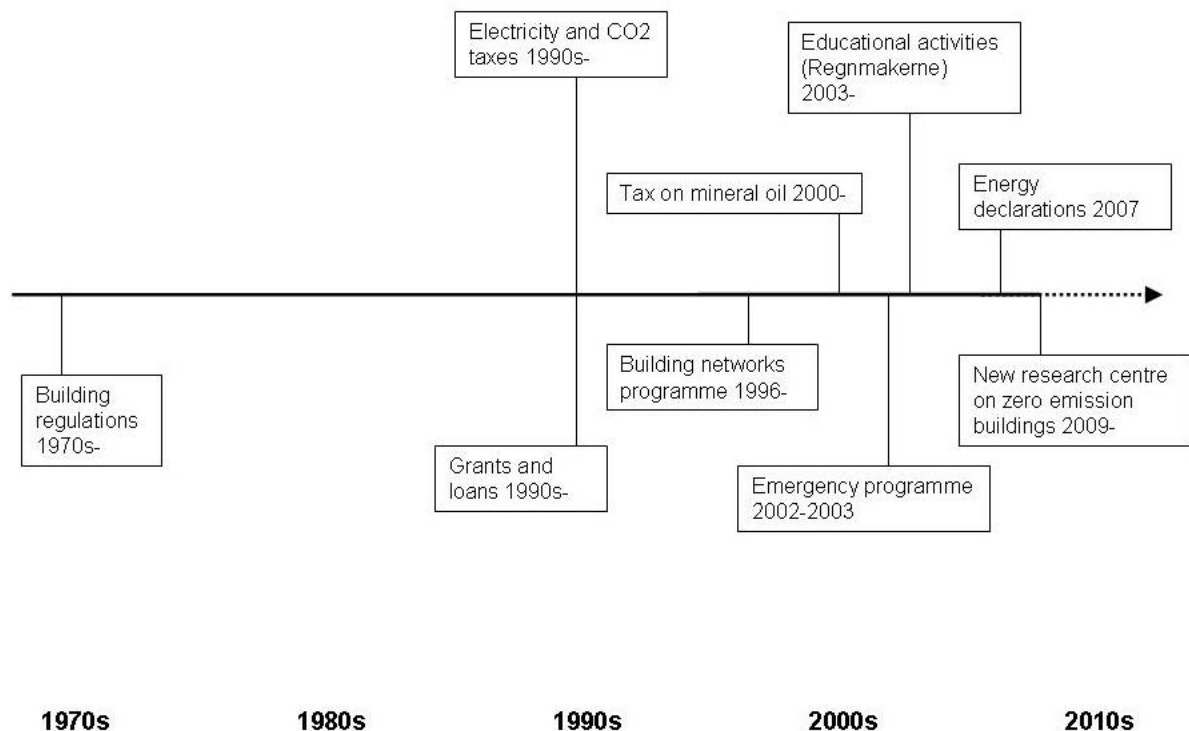 Electricity and CO2
taxes 1990s-
Educational activities
(Regnmakerne)
2003-
Tax on mineral oil 2000-
Energy
declarations 2007
Building
regulations
1970s-
Building networks
programme 1996-
New research centre
on zero emission
buildings 2009-
Grants and
loans 1990s-
Emergency programme
2002-2003
1970s
1980s
1990s
2000s
2010s